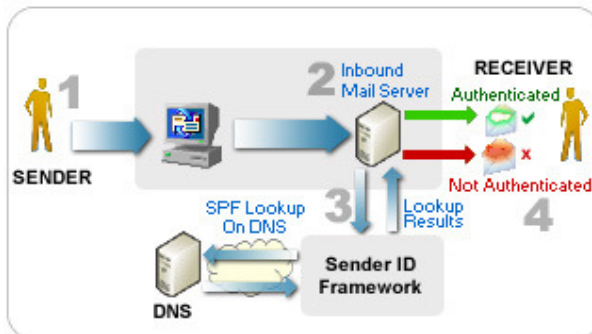 1
SENDER
2
Inbound
Mail Server
RECEIVER
Authenticated
Not Authenticated
4
3
Lookup
Results
SPF Lookup
On DNS
DNS
Sender ID
Framework